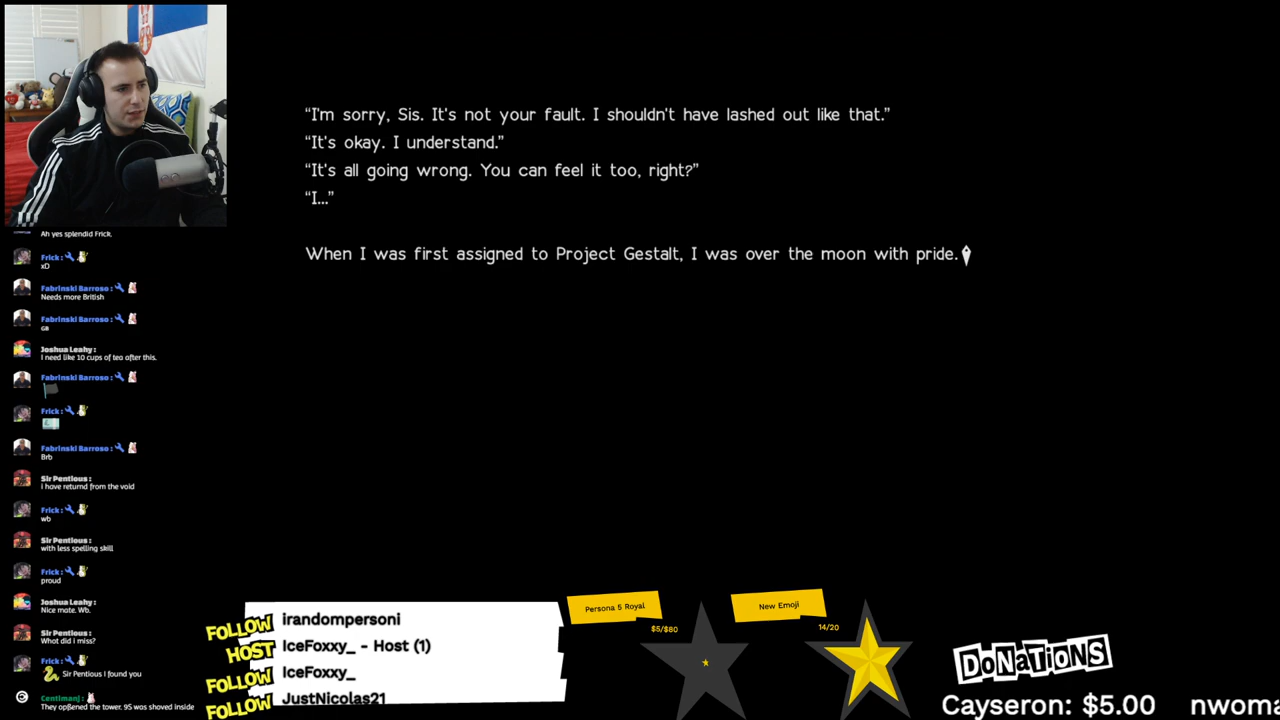 “I'm sorry, Sis. It's not your fault. I shouldn't have lashed out like that.”
“It's okay. I understand.”
“It's all going wrong. You can feel it too, right?”
“I...”
When I was first assigned to Project Gestalt, I was over the moon with pride.
Ah yes splendid Frick.
Frick :
xD
Fabrinski Barroso :
Needs more British
Fabrinski Barroso :
GB
Joshua Leahy :
I need like 10 cups of tea after this.
Fabrinski Barroso :
Frick :
Fabrinski Barroso :
Brb
Sir Pentious :
I have returnd from the void
Frick :
wb
Sir Pentious :
with less spelling skill
Frick :
proud
Joshua Leahy :
Nice mate. Wb.
Sir Pentious :
What did i miss?
Frick :
Sir Pentious I found you
Centimanj :
They opßened the tower. 9S was shoved inside
FOLLOW irandompersoni
HOST IceFoxxy_ - Host (1)
FOLLOW IceFoxxy_
FOLLOW JustNicolas21
Persona 5 Royal
$5/$80
New Emoji
14/20
DoNaTiONS
Cayseron: $5.00 nwoma